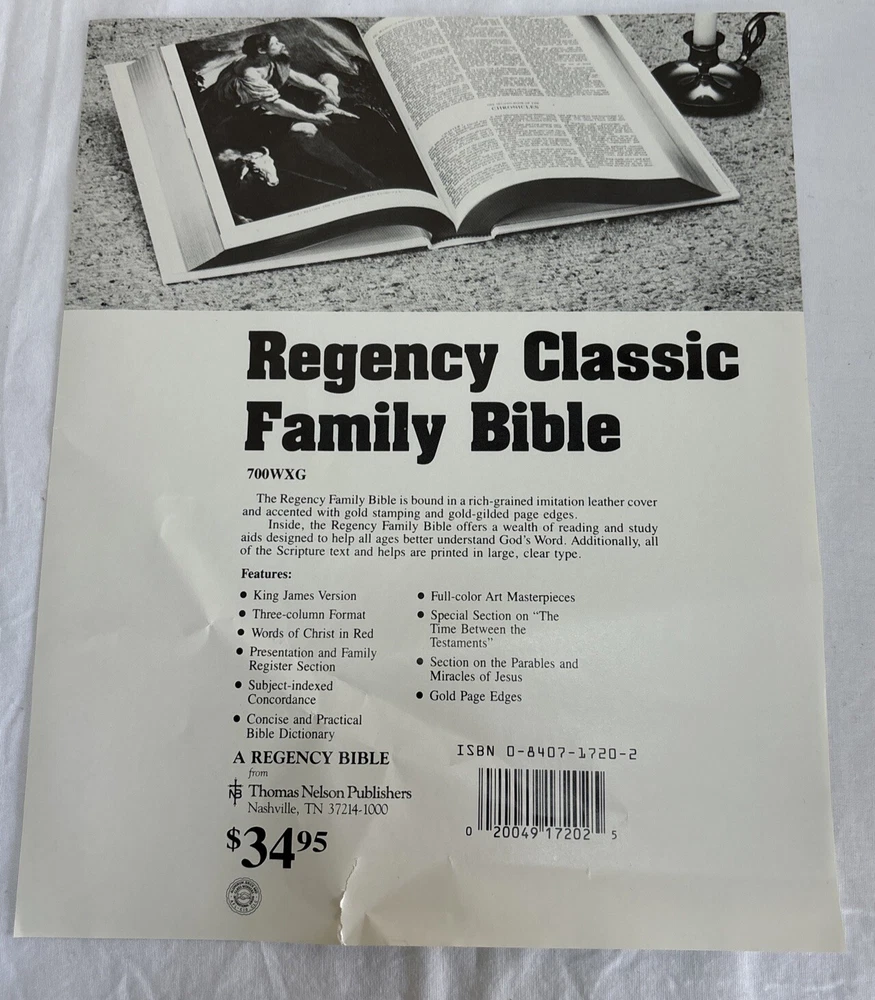 CHRONICLES
Regency Classic
Family Bible
700WXG
The Regency Family Bible is bound in a rich-grained imitation leather cover
and accented with gold stamping and gold-gilded page edges.
Inside, the Regency Family Bible offers a wealth of reading and study
aids designed to help all ages better understand God's Word. Additionally, all
of the Scripture text and helps are printed in large, clear type.
Features:
• King James Version
• Three-column Format
• Words of Christ in Red
• Presentation and Family
Register Section
• Subject-indexed
Concordance
• Concise and Practical
Bible Dictionary
• Full-color Art Masterpieces
• Special Section on “The
Time Between the
Testaments”
• Section on the Parables and
Miracles of Jesus
• Gold Page Edges
A REGENCY BIBLE
from
Thomas Nelson Publishers
Nashville, TN 37214-1000
$34.95
ISBN 0-8407-1720-2
0 20049 17202 5